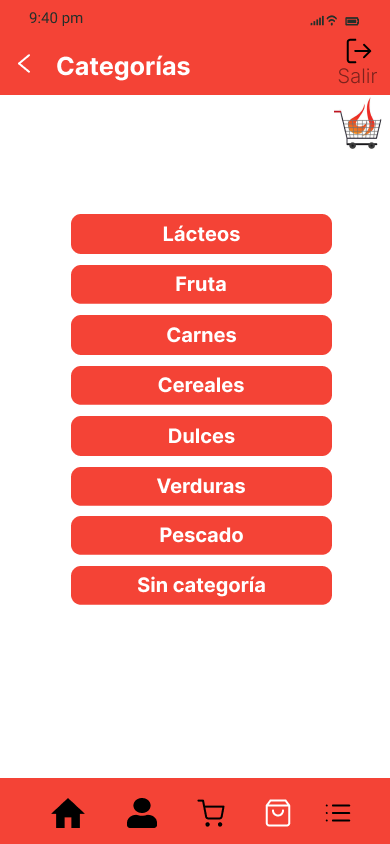 9:40 pm
Categorías
Salir
Lácteos
Fruta
Carnes
Cereales
Dulces
Verduras
Pescado
Sin categoría